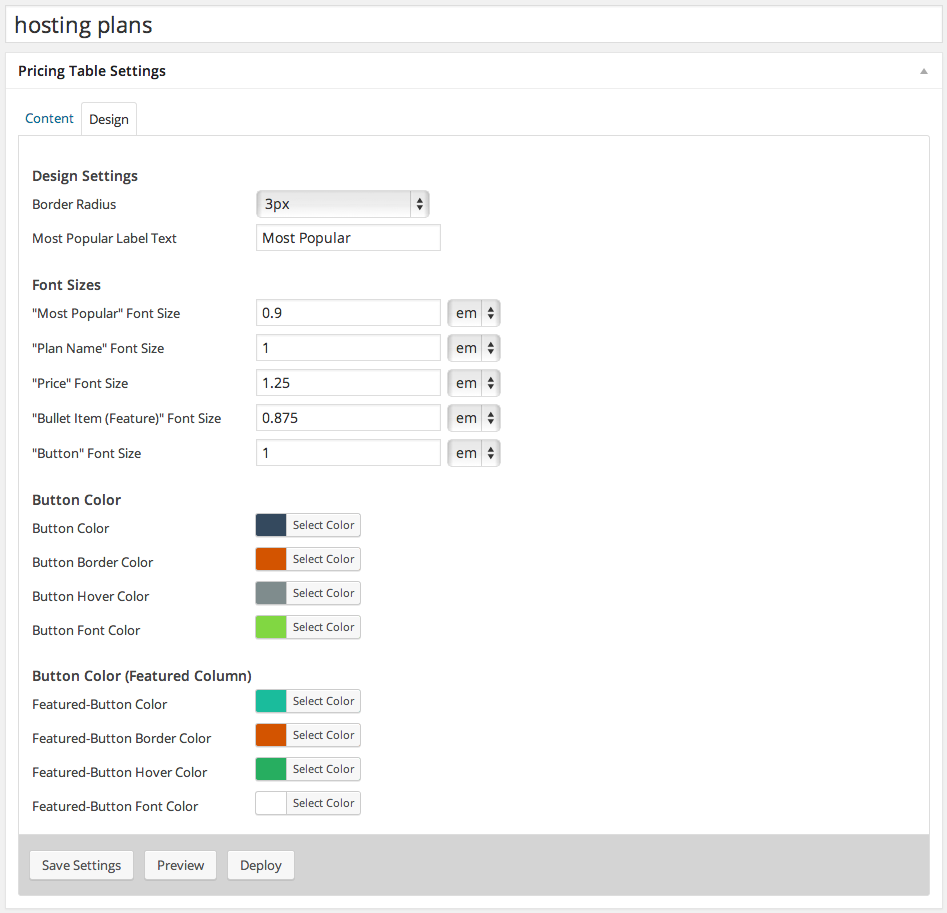 hosting plans
Pricing Table Settings
Content Design
Design Settings
Border Radius 3px
Most Popular Label Text Most Popular
Font Sizes
"Most Popular" Font Size 0.9 em
"Plan Name" Font Size 1 em
"Price" Font Size 1.25 em
"Bullet Item (Feature)" Font Size 0.875 em
"Button" Font Size 1 em
Button Color
Button Color Select Color
Button Border Color Select Color
Button Hover Color Select Color
Button Font Color Select Color
Button Color (Featured Column)
Featured-Button Color Select Color
Featured-Button Border Color Select Color
Featured-Button Hover Color Select Color
Featured-Button Font Color Select Color
Save Settings Preview Deploy